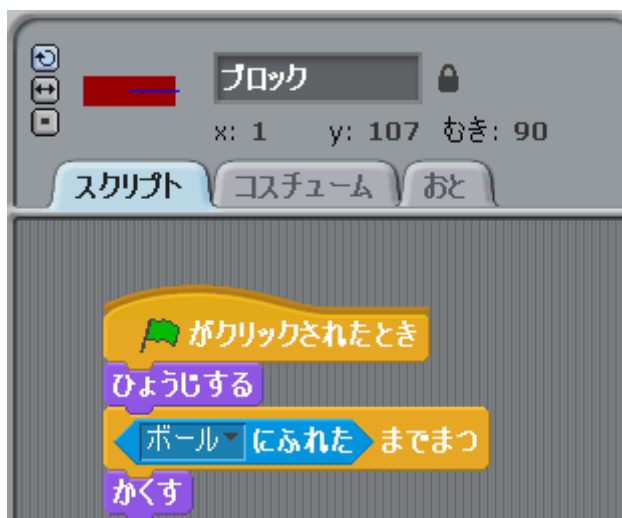 ブロック
x: 1 y: 107 むき: 90
スクリプト コスチューム おと
がクリックされたとき
ひょうじする
ボール にふれた までまつ
かくす